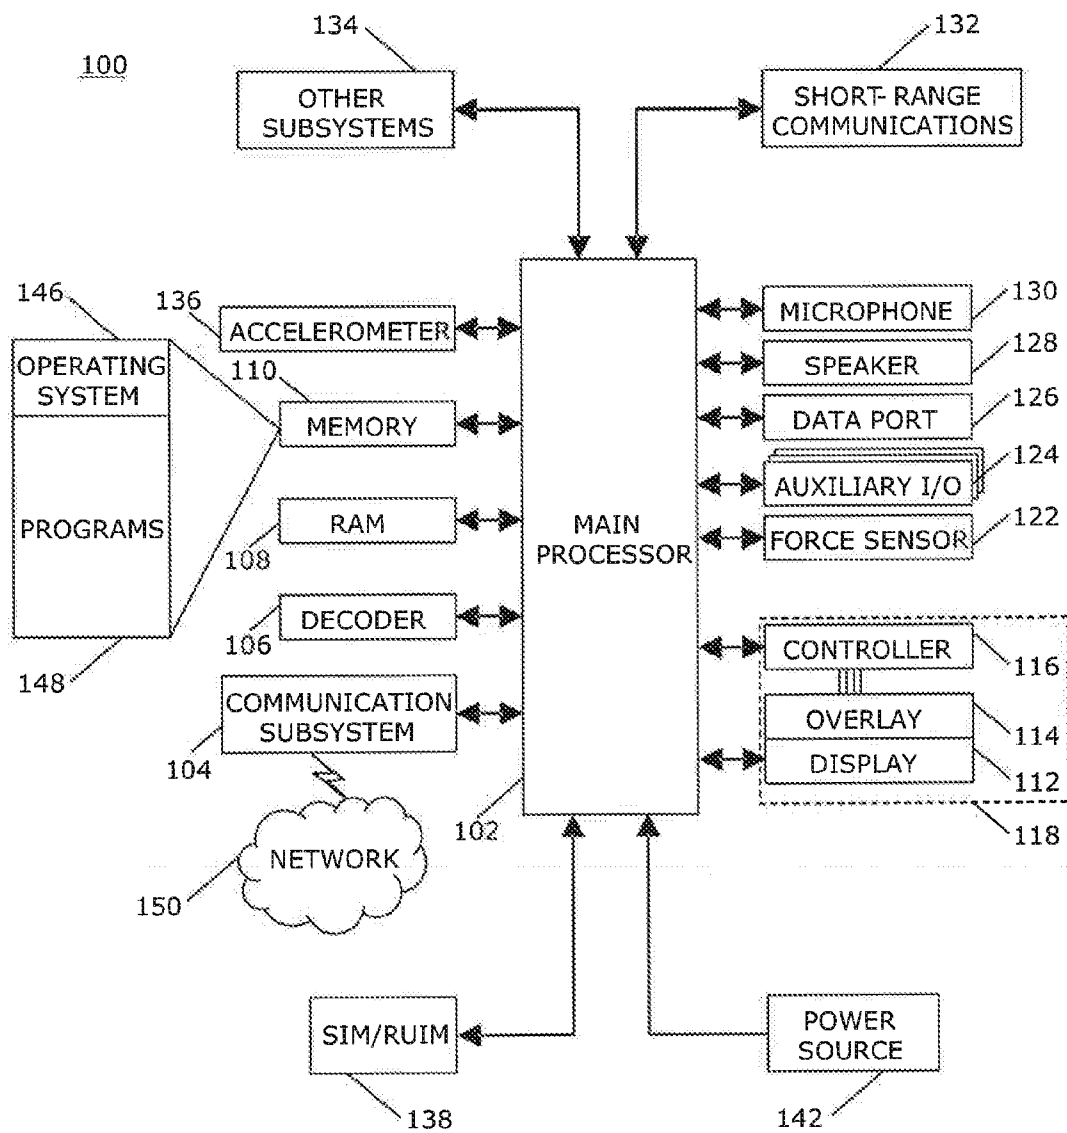 134
132
100
OTHER
SUBSYSTEMS
SHORT-RANGE
COMMUNICATIONS
146
136
ACCELEROMETER
MICROPHONE
130
OPERATING
SYSTEM
110
SPEAKER
128
MEMORY
DATA PORT
126
124
AUXILIARY I/O
PROGRAMS
RAM
MAIN
PROCESSOR
FORCE SENSOR
122
108
DECODER
106
CONTROLLER
116
148
COMMUNICATION
SUBSYSTEM
OVERLAY
114
104
DISPLAY
112
102
118
NETWORK
150
SIM/RUIM
POWER
SOURCE
138
142